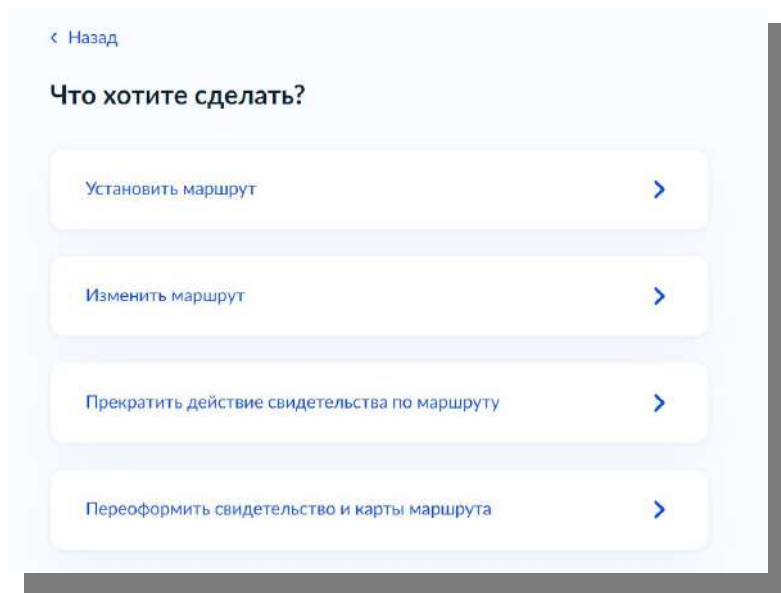 Назад
Что хотите сделать?
Установить маршрут
Изменить маршрут
Прекратить действие свидетельства по маршруту
Переоформить свидетельство и карты маршрута